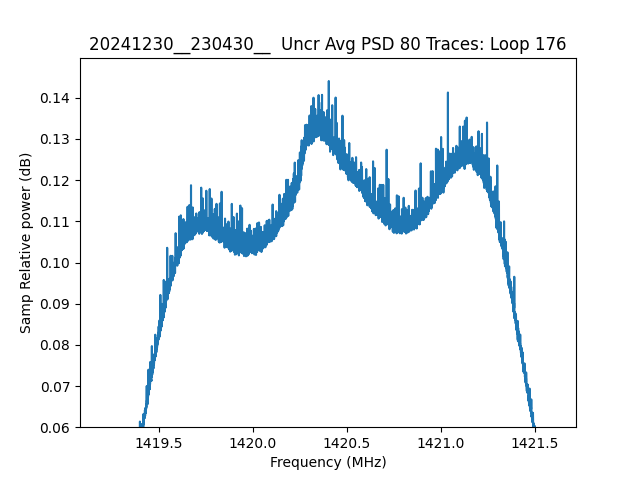 20241230__230430__  Uncr Avg PSD 80 Traces: Loop 176
0.14
0.13
0.12
0.11
0.10
0.09
0.08
0.07
0.06
Samp Relative power (dB)
1419.5 1420.0 1420.5 1421.0 1421.5
Frequency (MHz)